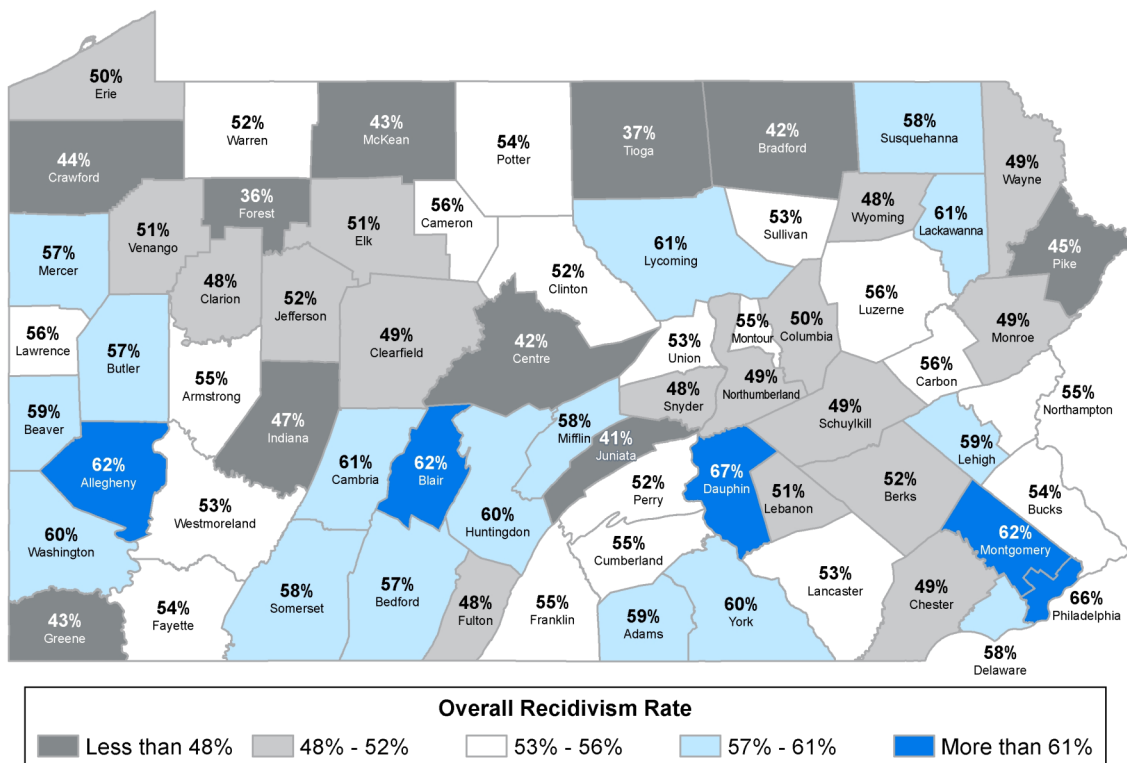 50%
Erie
52%
Warren
43%
McKean
54%
Potter
37%
Tioga
42%
Bradford
58%
Susquehanna
49%
Wayne
44%
Crawford
36%
Forest
51%
Venango
51%
Elk
56%
Cameron
53%
Sullivan
48%
Wyoming
61%
Lackawanna
45%
Pike
57%
Mercer
48%
Clarion
52%
Jefferson
52%
Clinton
61%
Lycoming
56%
Luzerne
49%
Monroe
56%
Lawrence
57%
Butler
55%
Armstrong
49%
Clearfield
42%
Centre
53%
Union
55%
Montour
50%
Columbia
56%
Carbon
55%
Northampton
59%
Beaver
47%
Indiana
58%
Mifflin
48%
Snyder
49%
Northumberland
49%
Schuylkill
59%
Lehigh
62%
Allegheny
53%
Westmoreland
61%
Cambria
62%
Blair
60%
Huntingdon
41%
Juniata
52%
Perry
67%
Dauphin
51%
Lebanon
52%
Berks
54%
Bucks
60%
Washington
62%
Montgomery
43%
Greene
54%
Fayette
58%
Somerset
57%
Bedford
48%
Fulton
55%
Franklin
55%
Cumberland
59%
Adams
60%
York
53%
Lancaster
49%
Chester
66%
Philadelphia
58%
Delaware
Overall Recidivism Rate
Less than 48%
48% - 52%
53% - 56%
57% - 61%
More than 61%